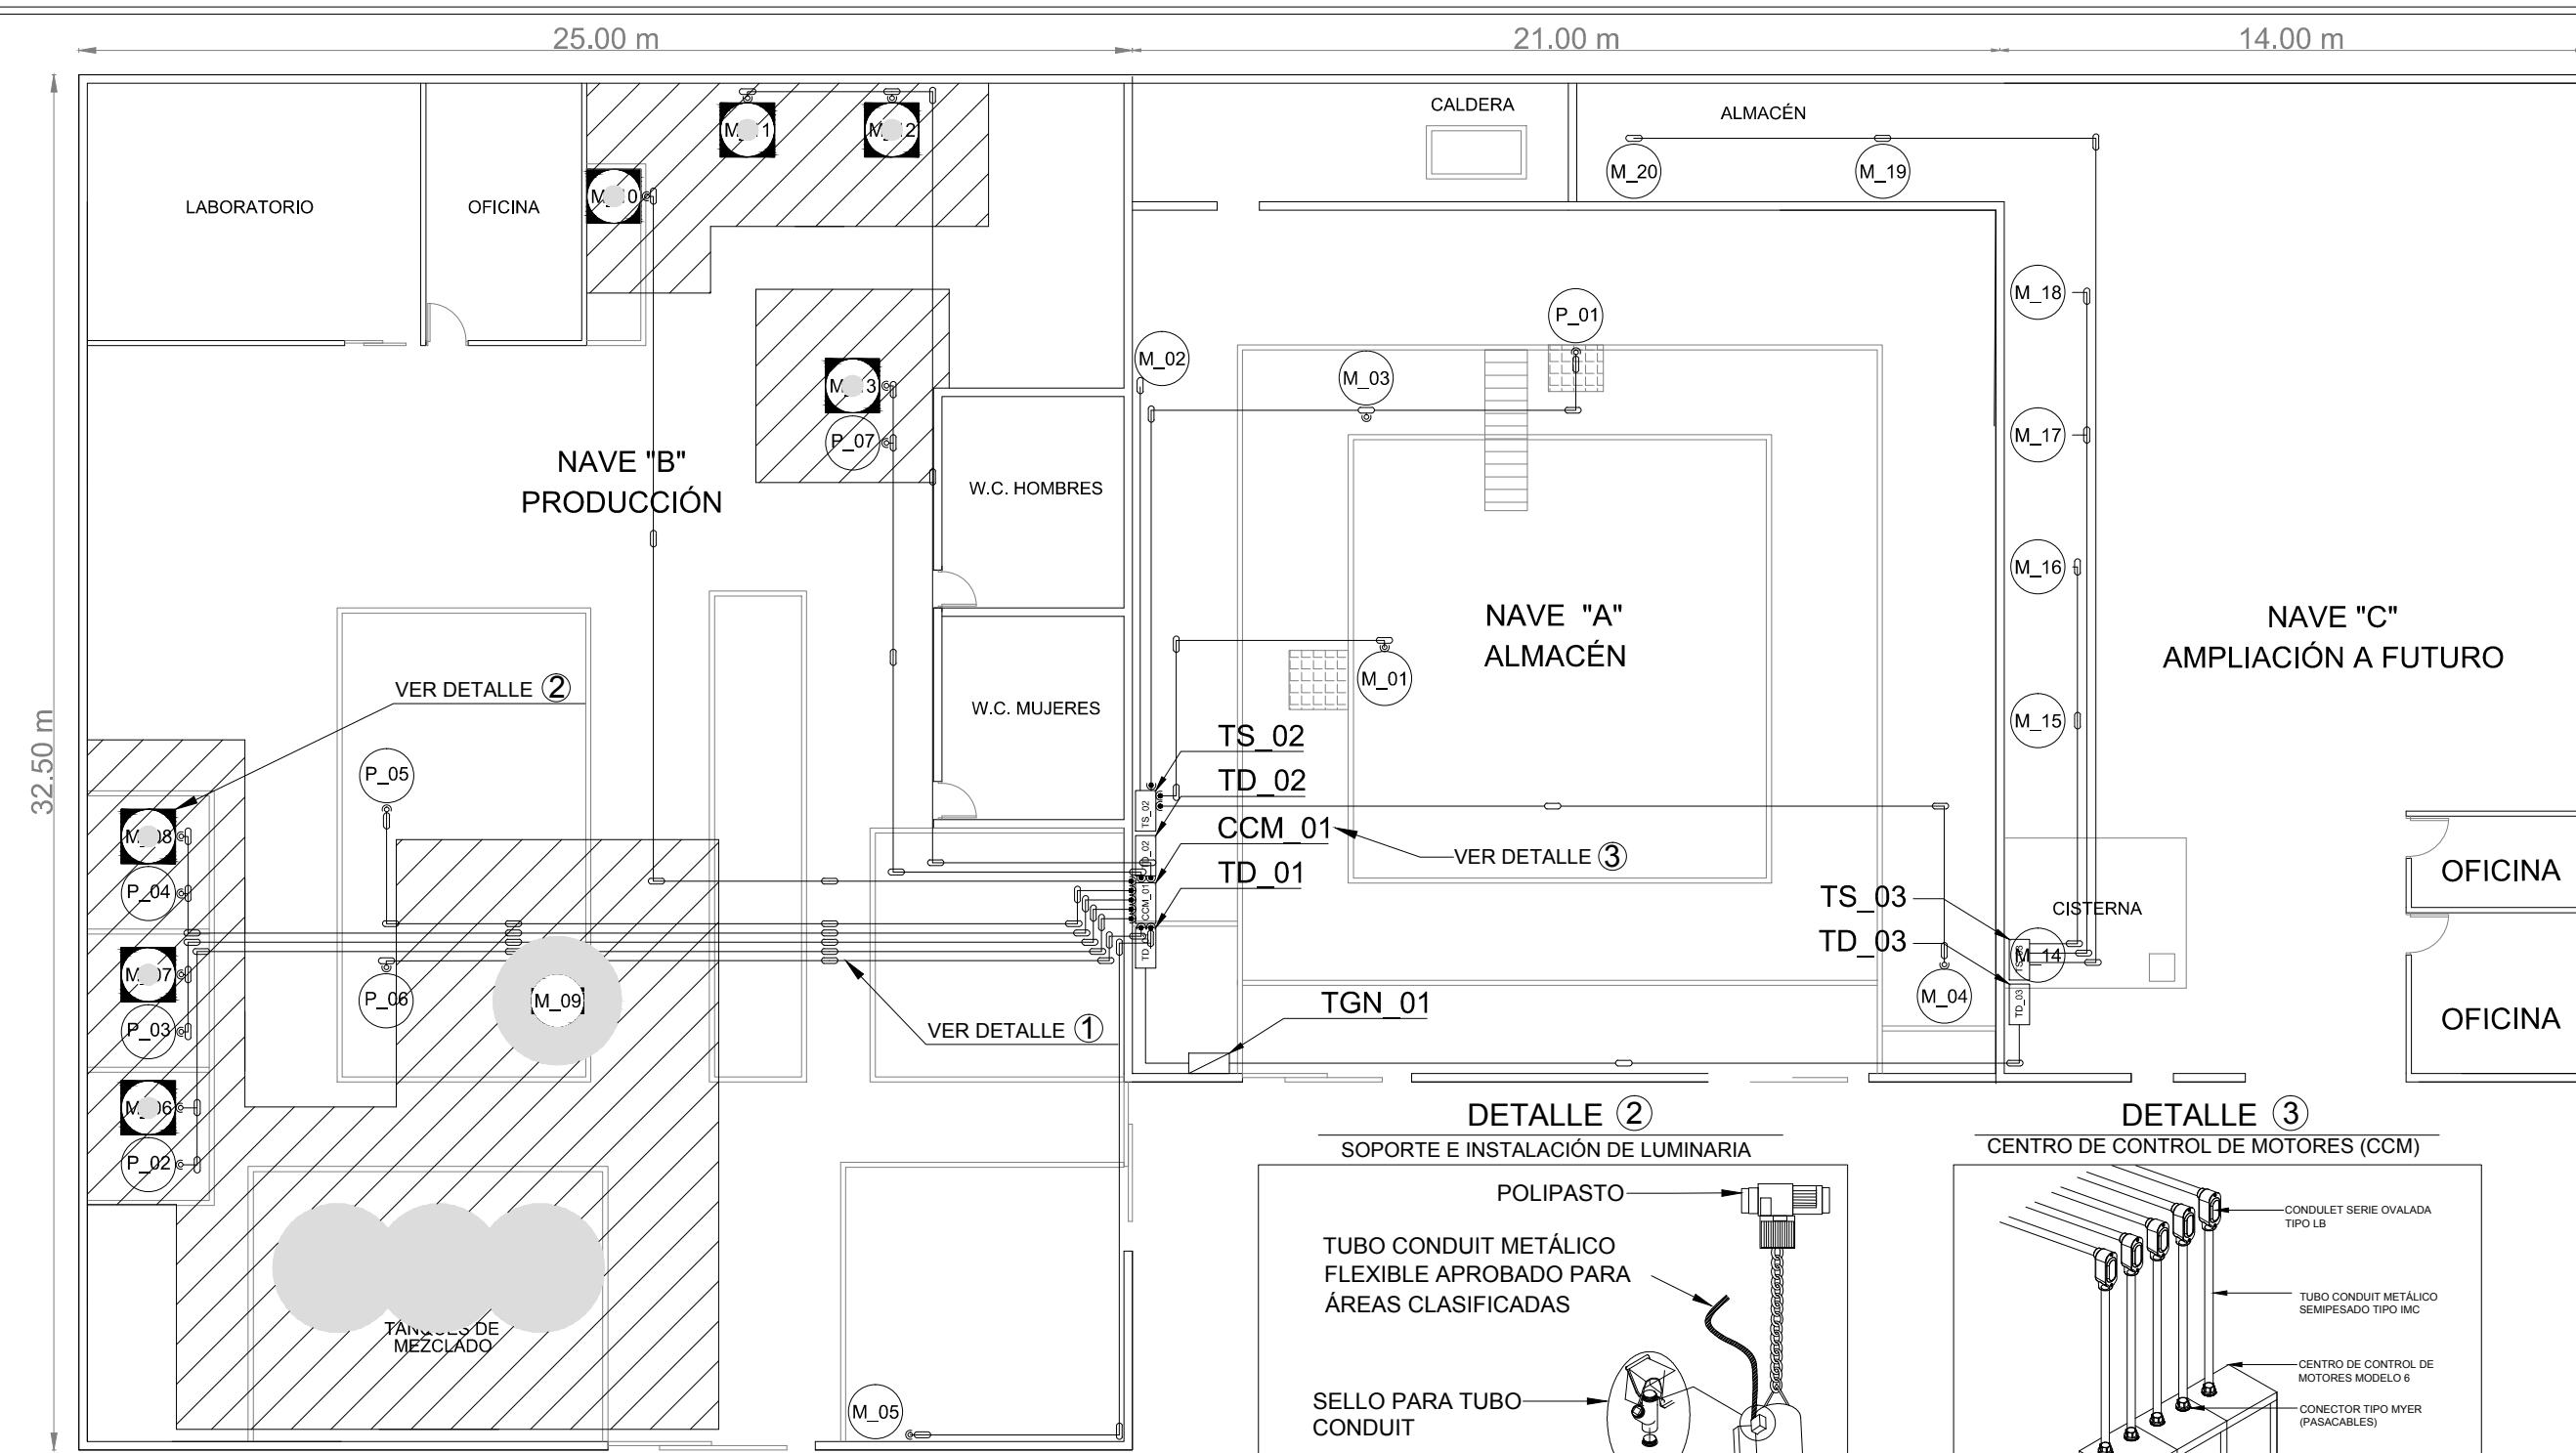 25.00 m
21.00 m
14.00 m
32.50 m
CALDERA
ALMACÉN
LABORATORIO
OFICINA
M_20
M_19
M_18
P_01
M_02
M_03
M_17
P_07
NAVE "B"
PRODUCCIÓN
W.C. HOMBRES
M_16
NAVE "A"
ALMACÉN
NAVE "C"
AMPLIACIÓN A FUTURO
M_01
VER DETALLE 2
W.C. MUJERES
M_15
TS_02
P_05
TD_02
TS_02
CCM_01
VER DETALLE 3
TD_01
CCM_01
P_04
OFICINA
TS_03
CISTERNA
TD_03
M_14
P_06
M_09
M_04
TD_03
TGN_01
P_03
VER DETALLE 1
OFICINA
P_02
DETALLE 2
SOPORTE E INSTALACIÓN DE LUMINARIA
DETALLE 3
CENTRO DE CONTROL DE MOTORES (CCM)
POLIPASTO
CONDULET SERIE OVALADA
TIPO LB
TUBO CONDUIT METÁLICO
FLEXIBLE APROBADO PARA
ÁREAS CLASIFICADAS
TUBO CONDUIT METÁLICO
SEMIPESADO TIPO IMC
TANQUES DE
MEZCLADO
CENTRO DE CONTROL DE
MOTORES MODELO 6
SELLO PARA TUBO
CONDUIT
CONECTOR TIPO MYER
(PASACABLES)
M_05